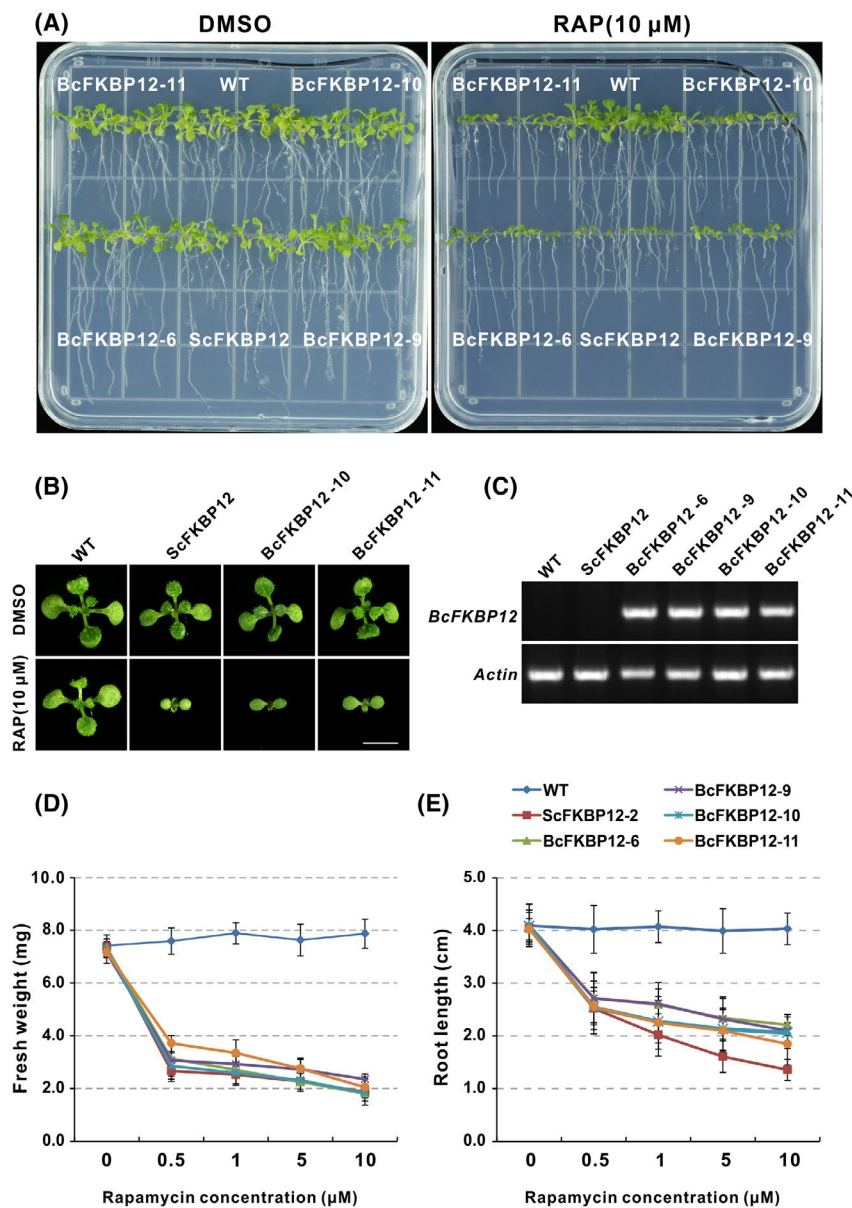 (A)
DMSO
RAP(10 µM)
BcFKBP12-11 WT BcFKBP12-10
BcFKBP12-11 WT BcFKBP12-10
BcFKBP12-6 ScFKBP12 BcFKBP12-9
BcFKBP12-6 ScFKBP12 BcFKBP12-9
(B)
WT
ScFKBP12
BcFKBP12-10
BcFKBP12-11
DMSO
RAP(10 µM)
(C)
WT
ScFKBP12
BcFKBP12-6
BcFKBP12-9
BcFKBP12-10
BcFKBP12-11
BcFKBP12
Actin
(D)
Fresh weight (mg)
10.0
8.0
6.0
4.0
2.0
0.0
0 0.5 1 5 10
Rapamycin concentration (µM)
(E)
WT
BcFKBP12-9
ScFKBP12-2
BcFKBP12-10
BcFKBP12-6
BcFKBP12-11
Root length (cm)
5.0
4.0
3.0
2.0
1.0
0.0
0 0.5 1 5 10
Rapamycin concentration (µM)